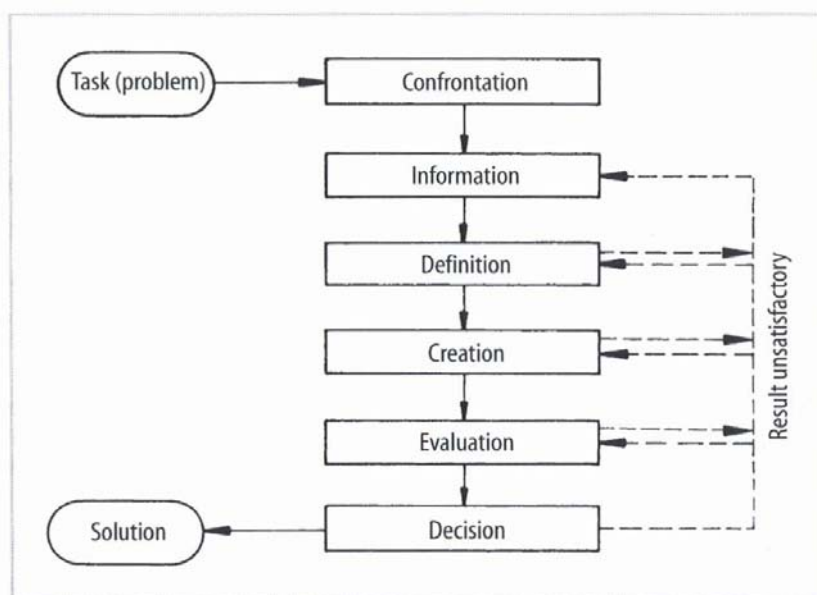 Task (problem)
Confrontation
Information
Definition
Creation
Evaluation
Decision
Solution
Result unsatisfactory